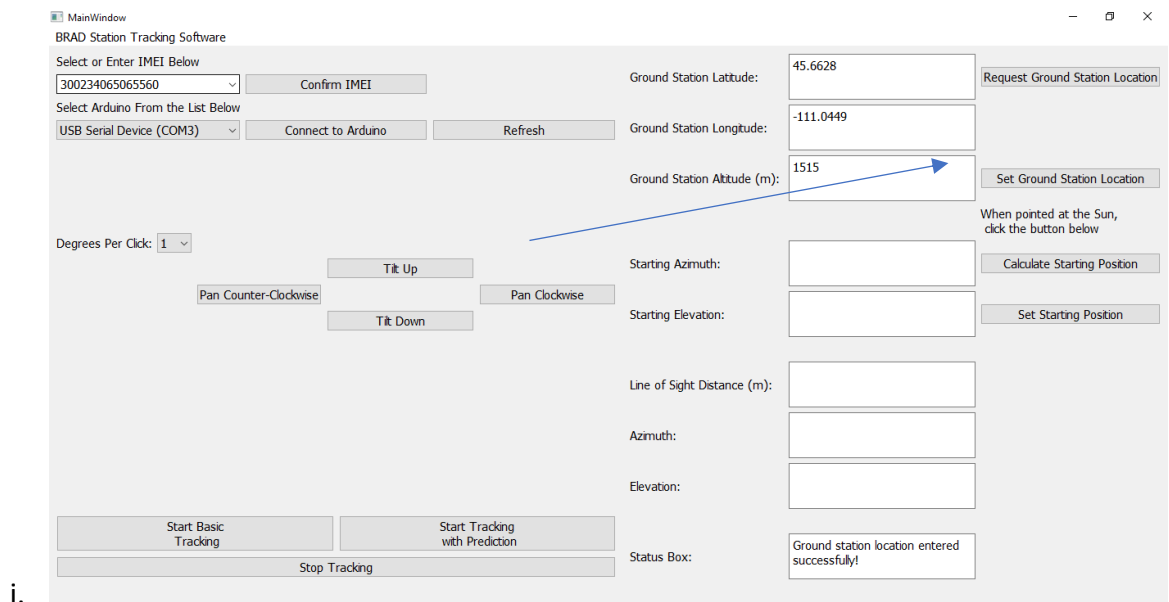 MainWindow
BRAD Station Tracking Software
Select or Enter IMEI Below
300234065065560
Confirm IMEI
Select Arduino From the List Below
USB Serial Device (COM3)
Connect to Arduino
Refresh
Ground Station Latitude:
45.6628
Request Ground Station Location
Ground Station Longitude:
-111.0449
Ground Station Altitude (m):
1515
Set Ground Station Location
When pointed at the Sun,
click the button below
Degrees Per Click:
1
Tilt Up
Pan Counter-Clockwise
Pan Clockwise
Tilt Down
Starting Azimuth:
Calculate Starting Position
Starting Elevation:
Set Starting Position
Line of Sight Distance (m):
Azimuth:
Elevation:
Start Basic
Tracking
Start Tracking
with Prediction
Stop Tracking
Status Box:
Ground station location entered
successfully!
i.